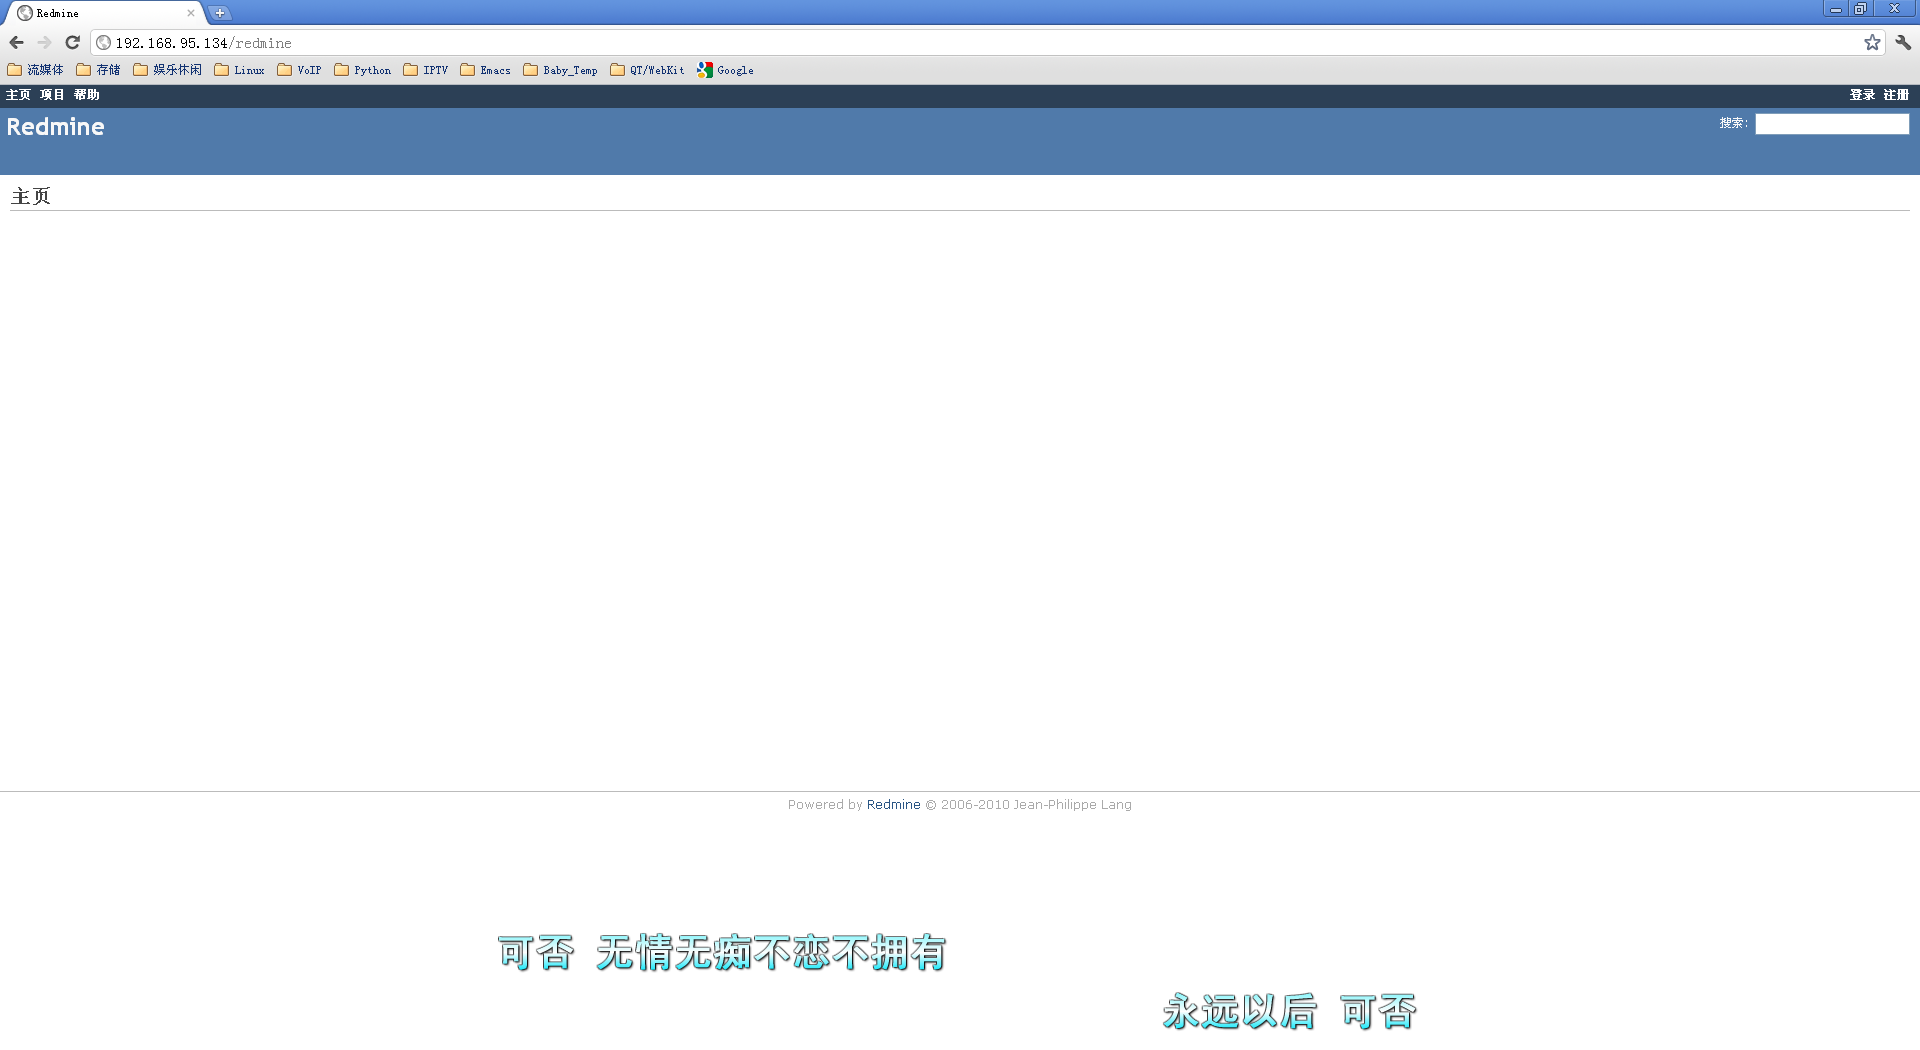 Redmine
192.168.95.134/redmine
流媒体 存储 娱乐休闲 Linux VoIP Python IPTV Emacs Baby_Temp QT/WebKit Google
主页 项目 帮助 登录 注册
Redmine 搜索:
主页
Powered by Redmine © 2006-2010 Jean-Philippe Lang
可否 无情无痴不恋不拥有
永远以后 可否